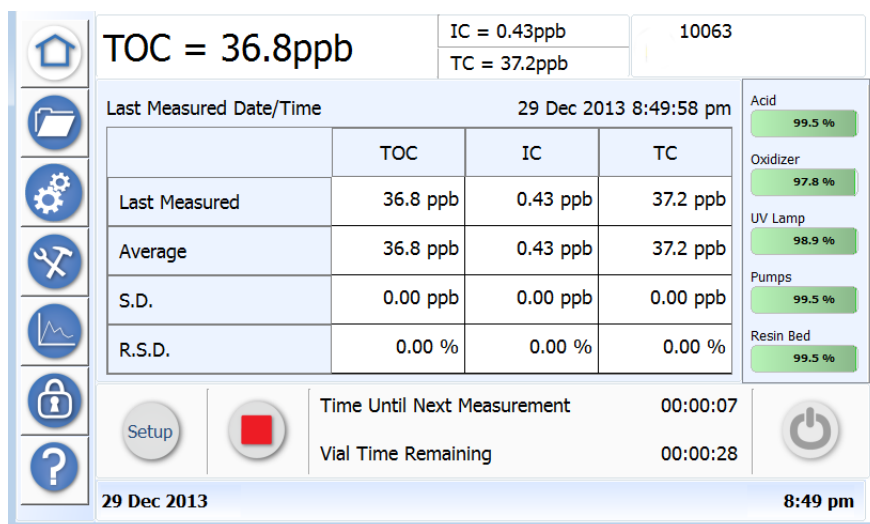 TOC = 36.8ppb
IC = 0.43ppb
TC = 37.2ppb
10063
Last Measured Date/Time 29 Dec 2013 8:49:58 pm
TOC IC TC
Last Measured 36.8 ppb 0.43 ppb 37.2 ppb
Average 36.8 ppb 0.43 ppb 37.2 ppb
S.D. 0.00 ppb 0.00 ppb 0.00 ppb
R.S.D. 0.00 % 0.00 % 0.00 %
Acid
99.5 %
Oxidizer
97.8 %
UV Lamp
98.9 %
Pumps
99.5 %
Resin Bed
99.5 %
Setup
Time Until Next Measurement 00:00:07
Vial Time Remaining 00:00:28
?
29 Dec 2013 8:49 pm